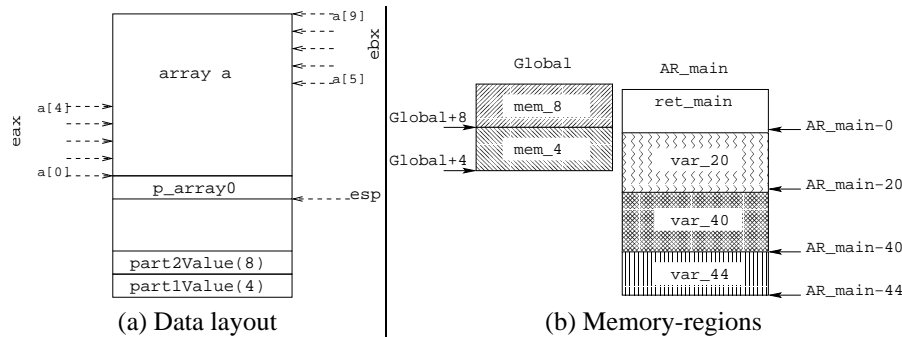 a[9]
ebx
array a
a[5]
a[4]
eax
a[0]
p_array0
esp
part2Value(8)
part1Value(4)
(a) Data layout
Global
AR_main
mem_8
ret_main
Global+8
AR_main-0
mem_4
var_20
Global+4
AR_main-20
var_40
AR_main-40
var_44
AR_main-44
(b) Memory-regions